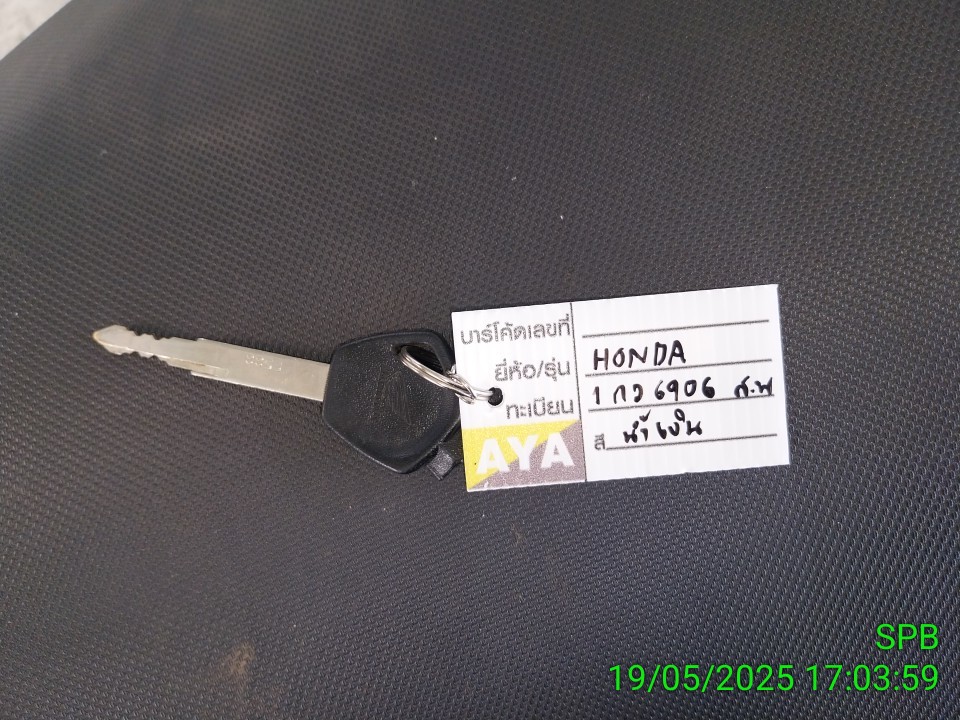 บาร์โค้ดเลขที่
ยี่ห้อ/รุ่น HONDA
ทะเบียน 1 กว 6906 ส.พ
AYA สี น้ำเงิน
SPB
19/05/2025 17:03:59